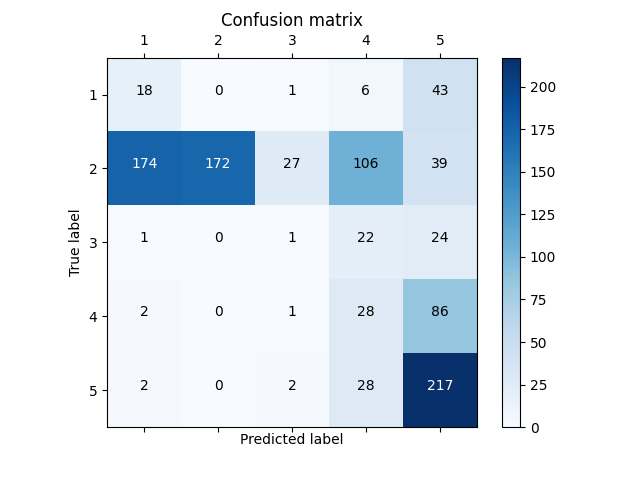 Confusion matrix
1 2 3 4 5
1 18 0 1 6 43
2 174 172 27 106 39
3 1 0 1 22 24
4 2 0 1 28 86
5 2 0 2 28 217
True label
Predicted label
200
175
150
125
100
75
50
25
0